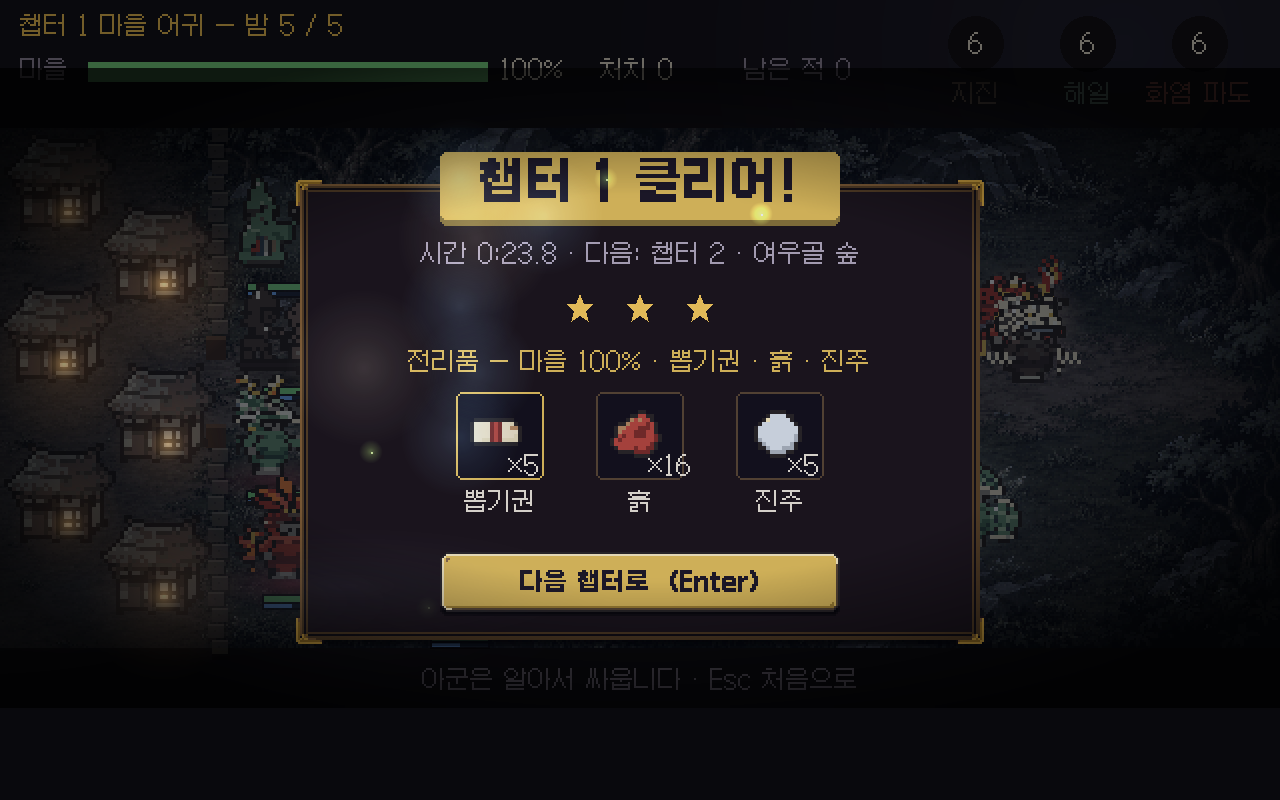 챕터 1 마을 어귀 – 밤 5 / 5
마을 100% 처치 0 남은 적 0
6 6 6
지진 해일 화염 파도
챕터 1 클리어!
시간 0:23.8 · 다음: 챕터 2 · 여우골 숲
전리품 – 마을 100% · 뽑기권 · 흙 · 진주
×5 ×16 ×5
뽑기권 흙 진주
다음 챕터로 (Enter)
아군은 알아서 싸웁니다 · Esc 처음으로